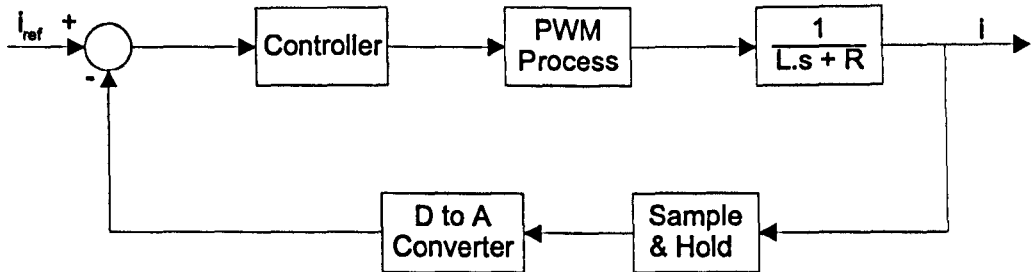 i_ref
+
-
Controller
PWM
Process
1
L.s + R
i
D to A
Converter
Sample
& Hold